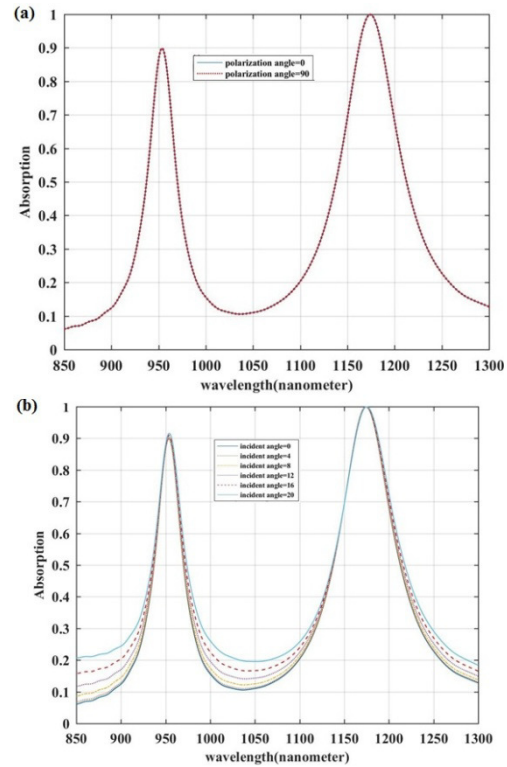 (a)
1
0.9
0.8
0.7
0.6
0.5
0.4
0.3
0.2
0.1
0
Absorption
polarization angle=0
polarization angle=90
850 900 950 1000 1050 1100 1150 1200 1250 1300
wavelength(nanometer)
(b)
1
0.9
0.8
0.7
0.6
0.5
0.4
0.3
0.2
0.1
0
Absorption
incident angle=0
incident angle=4
incident angle=8
incident angle=12
incident angle=16
incident angle=20
850 900 950 1000 1050 1100 1150 1200 1250 1300
wavelength(nanometer)